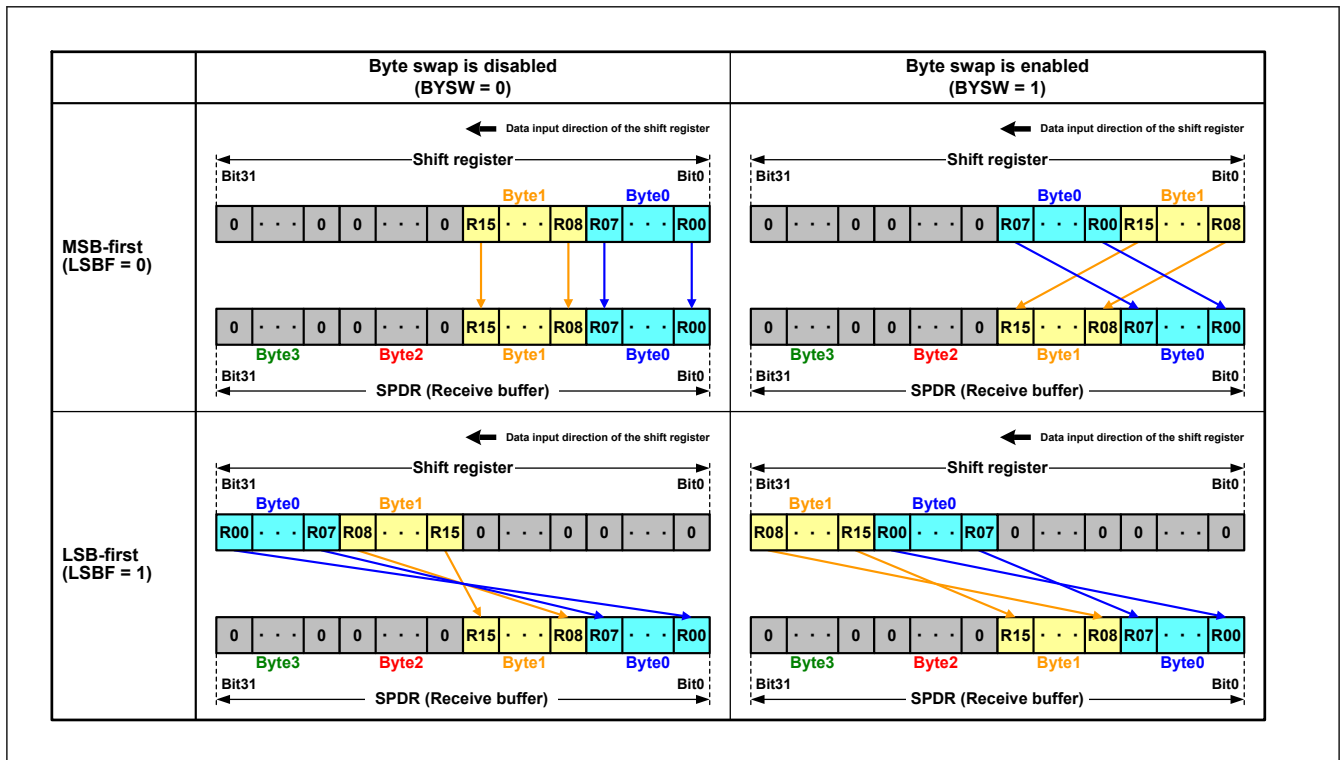 Byte swap is disabled
(BYSW = 0)
Byte swap is enabled
(BYSW = 1)
MSB-first
(LSBF = 0)
Data input direction of the shift register
Shift register
Bit31 Bit0
Byte1 Byte0
0 · · · 0 0 · · · 0 R15 · · · R08 R07 · · · R00
0 · · · 0 0 · · · 0 R15 · · · R08 R07 · · · R00
Byte3 Byte2 Byte1 Byte0
Bit31 Bit0
SPDR (Receive buffer)
Data input direction of the shift register
Shift register
Bit31 Bit0
Byte0 Byte1
0 · · · 0 0 · · · 0 R07 · · · R00 R15 · · · R08
0 · · · 0 0 · · · 0 R15 · · · R08 R07 · · · R00
Byte3 Byte2 Byte1 Byte0
Bit31 Bit0
SPDR (Receive buffer)
LSB-first
(LSBF = 1)
Data input direction of the shift register
Shift register
Bit31 Bit0
Byte0 Byte1
R00 · · · R07 R08 · · · R15 0 · · · 0 0 · · · 0
0 · · · 0 0 · · · 0 R15 · · · R08 R07 · · · R00
Byte3 Byte2 Byte1 Byte0
Bit31 Bit0
SPDR (Receive buffer)
Data input direction of the shift register
Shift register
Bit31 Bit0
Byte1 Byte0
R08 · · · R15 R00 · · · R07 0 · · · 0 0 · · · 0
0 · · · 0 0 · · · 0 R15 · · · R08 R07 · · · R00
Byte3 Byte2 Byte1 Byte0
Bit31 Bit0
SPDR (Receive buffer)